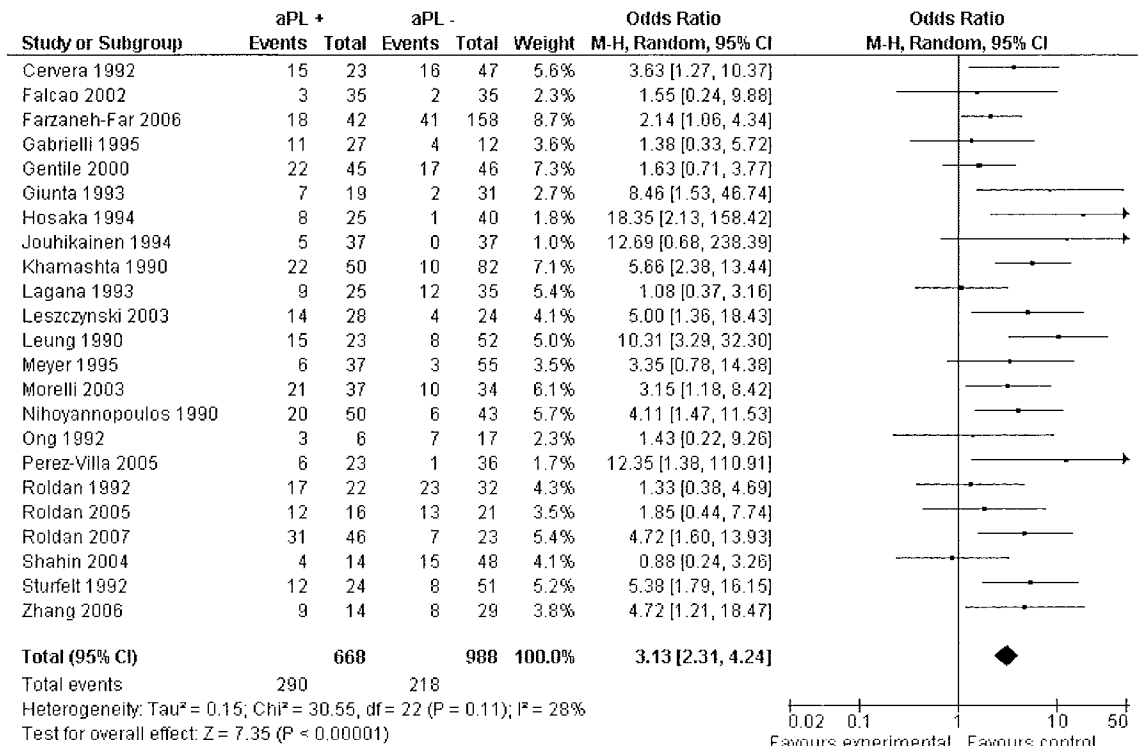 aPL + aPL - Odds Ratio Odds Ratio
Study or Subgroup Events Total Events Total Weight M-H, Random, 95% CI M-H, Random, 95% CI
Cervera 1992 15 23 16 47 5.6% 3.63 [1.27, 10.37]
Falcao 2002 3 35 2 35 2.3% 1.55 [0.24, 9.88]
Farzaneh-Far 2006 18 42 41 158 8.7% 2.14 [1.06, 4.34]
Gabrielli 1995 11 27 4 12 3.6% 1.38 [0.33, 5.72]
Gentile 2000 22 45 17 46 7.3% 1.63 [0.71, 3.77]
Giunta 1993 7 19 2 31 2.7% 8.46 [1.53, 46.74]
Hosaka 1994 8 25 1 40 1.8% 18.35 [2.13, 158.42]
Jouhikainen 1994 5 37 0 37 1.0% 12.69 [0.68, 238.39]
Khamashta 1990 22 50 10 82 7.1% 5.66 [2.38, 13.44]
Lagana 1993 9 25 12 35 5.4% 1.08 [0.37, 3.16]
Leszczynski 2003 14 28 4 24 4.1% 5.00 [1.36, 18.43]
Leung 1990 15 23 8 52 5.0% 10.31 [3.29, 32.30]
Meyer 1995 6 37 3 55 3.5% 3.35 [0.78, 14.38]
Morelli 2003 21 37 10 34 6.1% 3.15 [1.18, 8.42]
Nihoyannopoulos 1990 20 50 6 43 5.7% 4.11 [1.47, 11.53]
Ong 1992 3 6 7 17 2.3% 1.43 [0.22, 9.26]
Perez-Villa 2005 6 23 1 36 1.7% 12.35 [1.38, 110.91]
Roldan 1992 17 22 23 32 4.3% 1.33 [0.38, 4.69]
Roldan 2005 12 16 13 21 3.5% 1.85 [0.44, 7.74]
Roldan 2007 31 46 7 23 5.4% 4.72 [1.60, 13.93]
Shahin 2004 4 14 15 48 4.1% 0.88 [0.24, 3.26]
Sturfelt 1992 12 24 8 51 5.2% 5.38 [1.79, 16.15]
Zhang 2006 9 14 8 29 3.8% 4.72 [1.21, 18.47]
Total (95% CI) 668 988 100.0% 3.13 [2.31, 4.24]
Total events 290 218
Heterogeneity: Tau² = 0.15; Chi² = 30.55, df = 22 (P = 0.11); I² = 28%
Test for overall effect: Z = 7.35 (P < 0.00001)
0.02 0.1 1 10 50
Favours experimental Favours control